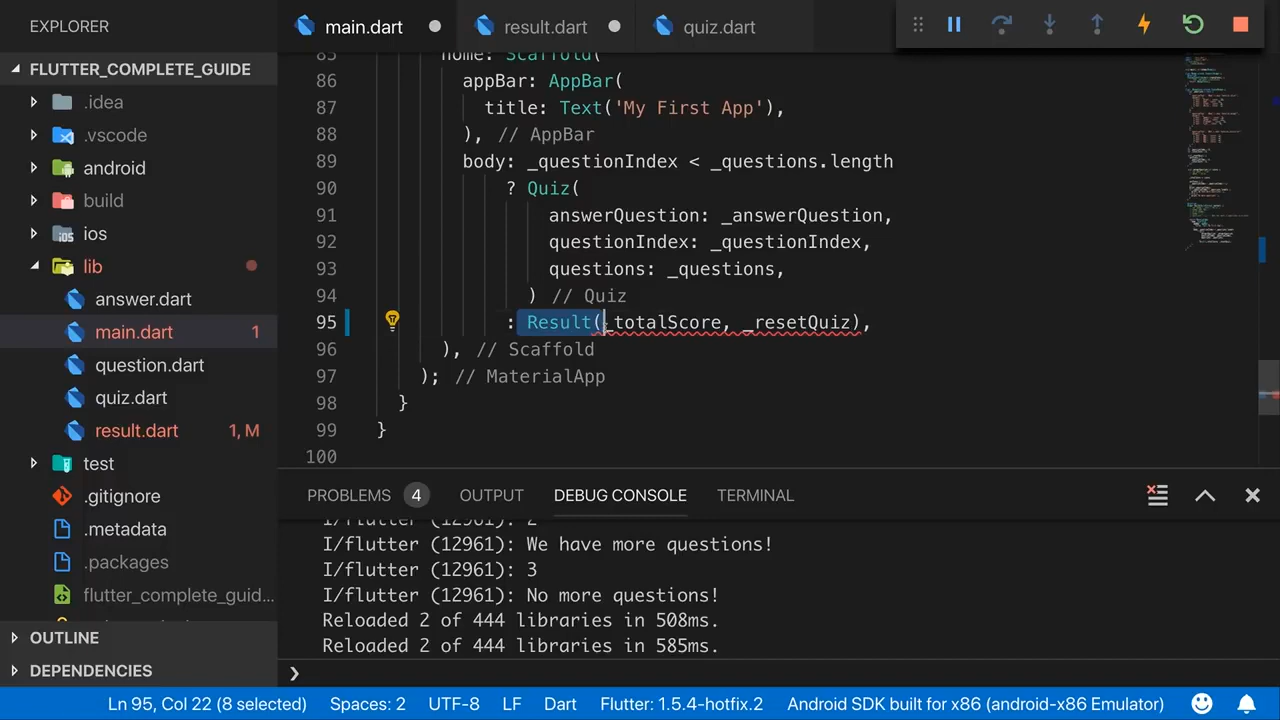 EXPLORER
main.dart
result.dart
quiz.dart
FLUTTER_COMPLETE_GUIDE
.idea
.vscode
android
build
ios
lib
answer.dart
main.dart 1
question.dart
quiz.dart
result.dart 1, M
test
.gitignore
.metadata
.packages
flutter_complete_guid...
OUTLINE
DEPENDENCIES
85 home: Scaffold(
86 appBar: AppBar(
87 title: Text('My First App'),
88 ), // AppBar
89 body: _questionIndex < _questions.length
90 ? Quiz(
91 answerQuestion: _answerQuestion,
92 questionIndex: _questionIndex,
93 questions: _questions,
94 ) // Quiz
95 : Result(_totalScore, _resetQuiz),
96 ), // Scaffold
97 ); // MaterialApp
98 }
99 }
100
PROBLEMS 4 OUTPUT DEBUG CONSOLE TERMINAL
I/flutter (12961): 2
I/flutter (12961): We have more questions!
I/flutter (12961): 3
I/flutter (12961): No more questions!
Reloaded 2 of 444 libraries in 508ms.
Reloaded 2 of 444 libraries in 585ms.
Ln 95, Col 22 (8 selected) Spaces: 2 UTF-8 LF Dart Flutter: 1.5.4-hotfix.2 Android SDK built for x86 (android-x86 Emulator)